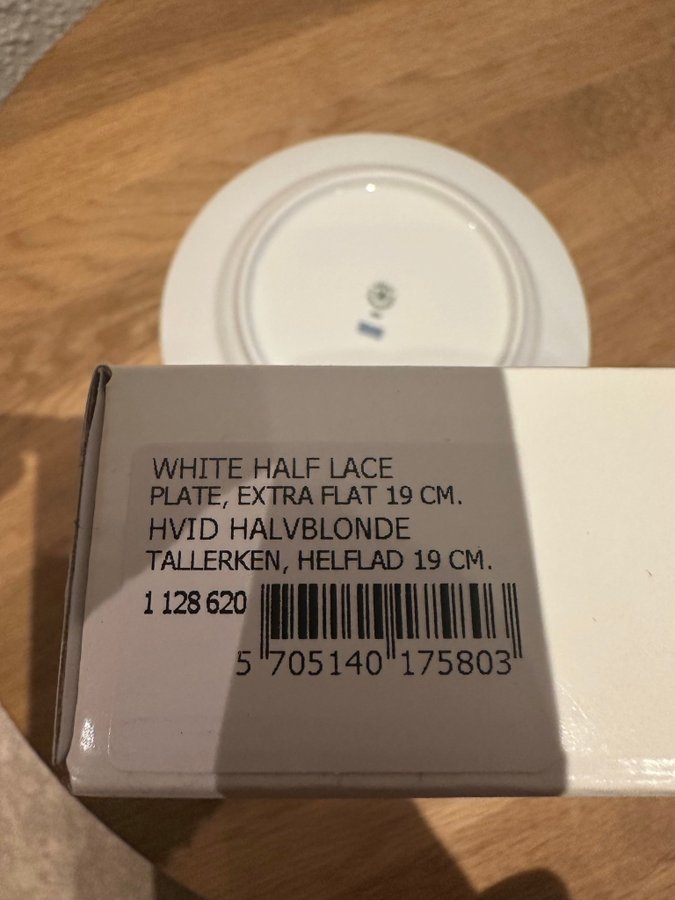 WHITE HALF LACE
PLATE, EXTRA FLAT 19 CM.
HVID HALVBLONDE
TALLERKEN, HELFLAD 19 CM.
1 128 620
5 705140 175803